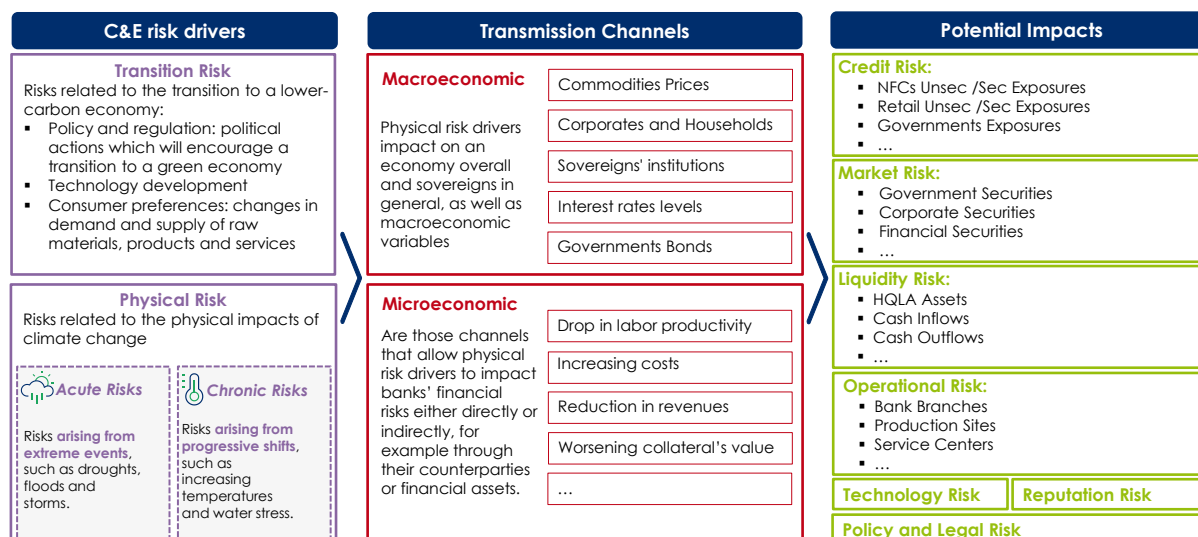 C&E risk drivers
Transition Risk
Risks related to the transition to a lower-
carbon economy:
▪ Policy and regulation: political
actions which will encourage a
transition to a green economy
▪ Technology development
▪ Consumer preferences: changes in
demand and supply of raw
materials, products and services
Physical Risk
Risks related to the physical impacts of
climate change
Acute Risks
Risks arising from
extreme events,
such as droughts,
floods and
storms.
Chronic Risks
Risks arising from
progressive shifts,
such as
increasing
temperatures
and water stress.
Transmission Channels
Macroeconomic
Physical risk drivers
impact on an
economy overall
and sovereigns in
general, as well as
macroeconomic
variables
Commodities Prices
Corporates and Households
Sovereigns' institutions
Interest rates levels
Governments Bonds
Microeconomic
Are those channels
that allow physical
risk drivers to impact
banks' financial
risks either directly or
indirectly, for
example through
their counterparties
or financial assets.
Drop in labor productivity
Increasing costs
Reduction in revenues
Worsening collateral's value
...
Potential Impacts
Credit Risk:
▪ NFCs Unsec /Sec Exposures
▪ Retail Unsec /Sec Exposures
▪ Governments Exposures
▪ ...
Market Risk:
▪ Government Securities
▪ Corporate Securities
▪ Financial Securities
▪ ...
Liquidity Risk:
▪ HQLA Assets
▪ Cash Inflows
▪ Cash Outflows
▪ ...
Operational Risk:
▪ Bank Branches
▪ Production Sites
▪ Service Centers
▪ ...
Technology Risk
Reputation Risk
Policy and Legal Risk